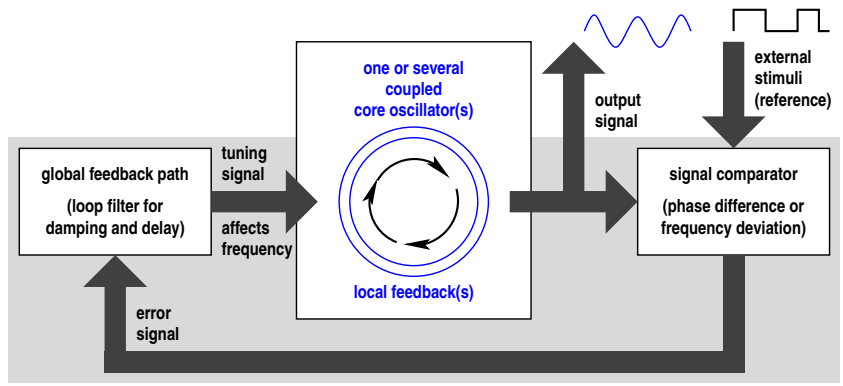 one or several
coupled
core oscillator(s)
local feedback(s)
output
signal
external
stimuli
(reference)
global feedback path
(loop filter for
damping and delay)
tuning
signal
affects
frequency
signal comparator
(phase difference or
frequency deviation)
error
signal